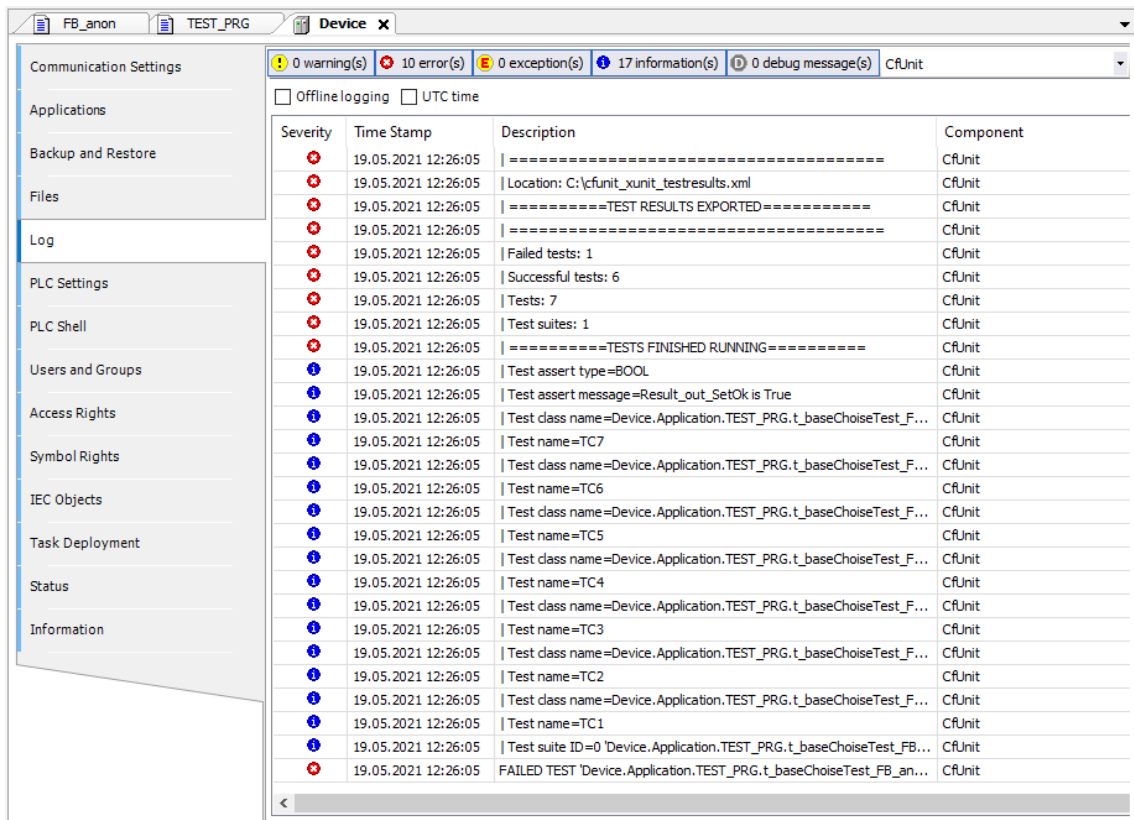 FB_anon TEST_PRG Device
0 warning(s) 10 error(s) 0 exception(s) 17 information(s) 0 debug message(s) CfUnit
Offline logging UTC time
Communication Settings
Applications
Backup and Restore
Files
Log
PLC Settings
PLC Shell
Users and Groups
Access Rights
Symbol Rights
IEC Objects
Task Deployment
Status
Information
Severity Time Stamp Description Component
19.05.2021 12:26:05 | ====================================== CfUnit
19.05.2021 12:26:05 | Location: C:\cfunit_xunit_testresults.xml CfUnit
19.05.2021 12:26:05 | ==========TEST RESULTS EXPORTED=========== CfUnit
19.05.2021 12:26:05 | ====================================== CfUnit
19.05.2021 12:26:05 | Failed tests: 1 CfUnit
19.05.2021 12:26:05 | Successful tests: 6 CfUnit
19.05.2021 12:26:05 | Tests: 7 CfUnit
19.05.2021 12:26:05 | Test suites: 1 CfUnit
19.05.2021 12:26:05 | ==========TESTS FINISHED RUNNING========== CfUnit
19.05.2021 12:26:05 | Test assert type=BOOL CfUnit
19.05.2021 12:26:05 | Test assert message=Result_out_SetOk is True CfUnit
19.05.2021 12:26:05 | Test class name=Device.Application.TEST_PRG.t_baseChoiseTest_F... CfUnit
19.05.2021 12:26:05 | Test name=TC7 CfUnit
19.05.2021 12:26:05 | Test class name=Device.Application.TEST_PRG.t_baseChoiseTest_F... CfUnit
19.05.2021 12:26:05 | Test name=TC6 CfUnit
19.05.2021 12:26:05 | Test class name=Device.Application.TEST_PRG.t_baseChoiseTest_F... CfUnit
19.05.2021 12:26:05 | Test name=TC5 CfUnit
19.05.2021 12:26:05 | Test class name=Device.Application.TEST_PRG.t_baseChoiseTest_F... CfUnit
19.05.2021 12:26:05 | Test name=TC4 CfUnit
19.05.2021 12:26:05 | Test class name=Device.Application.TEST_PRG.t_baseChoiseTest_F... CfUnit
19.05.2021 12:26:05 | Test name=TC3 CfUnit
19.05.2021 12:26:05 | Test class name=Device.Application.TEST_PRG.t_baseChoiseTest_F... CfUnit
19.05.2021 12:26:05 | Test name=TC2 CfUnit
19.05.2021 12:26:05 | Test class name=Device.Application.TEST_PRG.t_baseChoiseTest_F... CfUnit
19.05.2021 12:26:05 | Test name=TC1 CfUnit
19.05.2021 12:26:05 | Test suite ID=0 'Device.Application.TEST_PRG.t_baseChoiseTest_FB... CfUnit
19.05.2021 12:26:05 FAILED TEST 'Device.Application.TEST_PRG.t_baseChoiseTest_FB_an... CfUnit